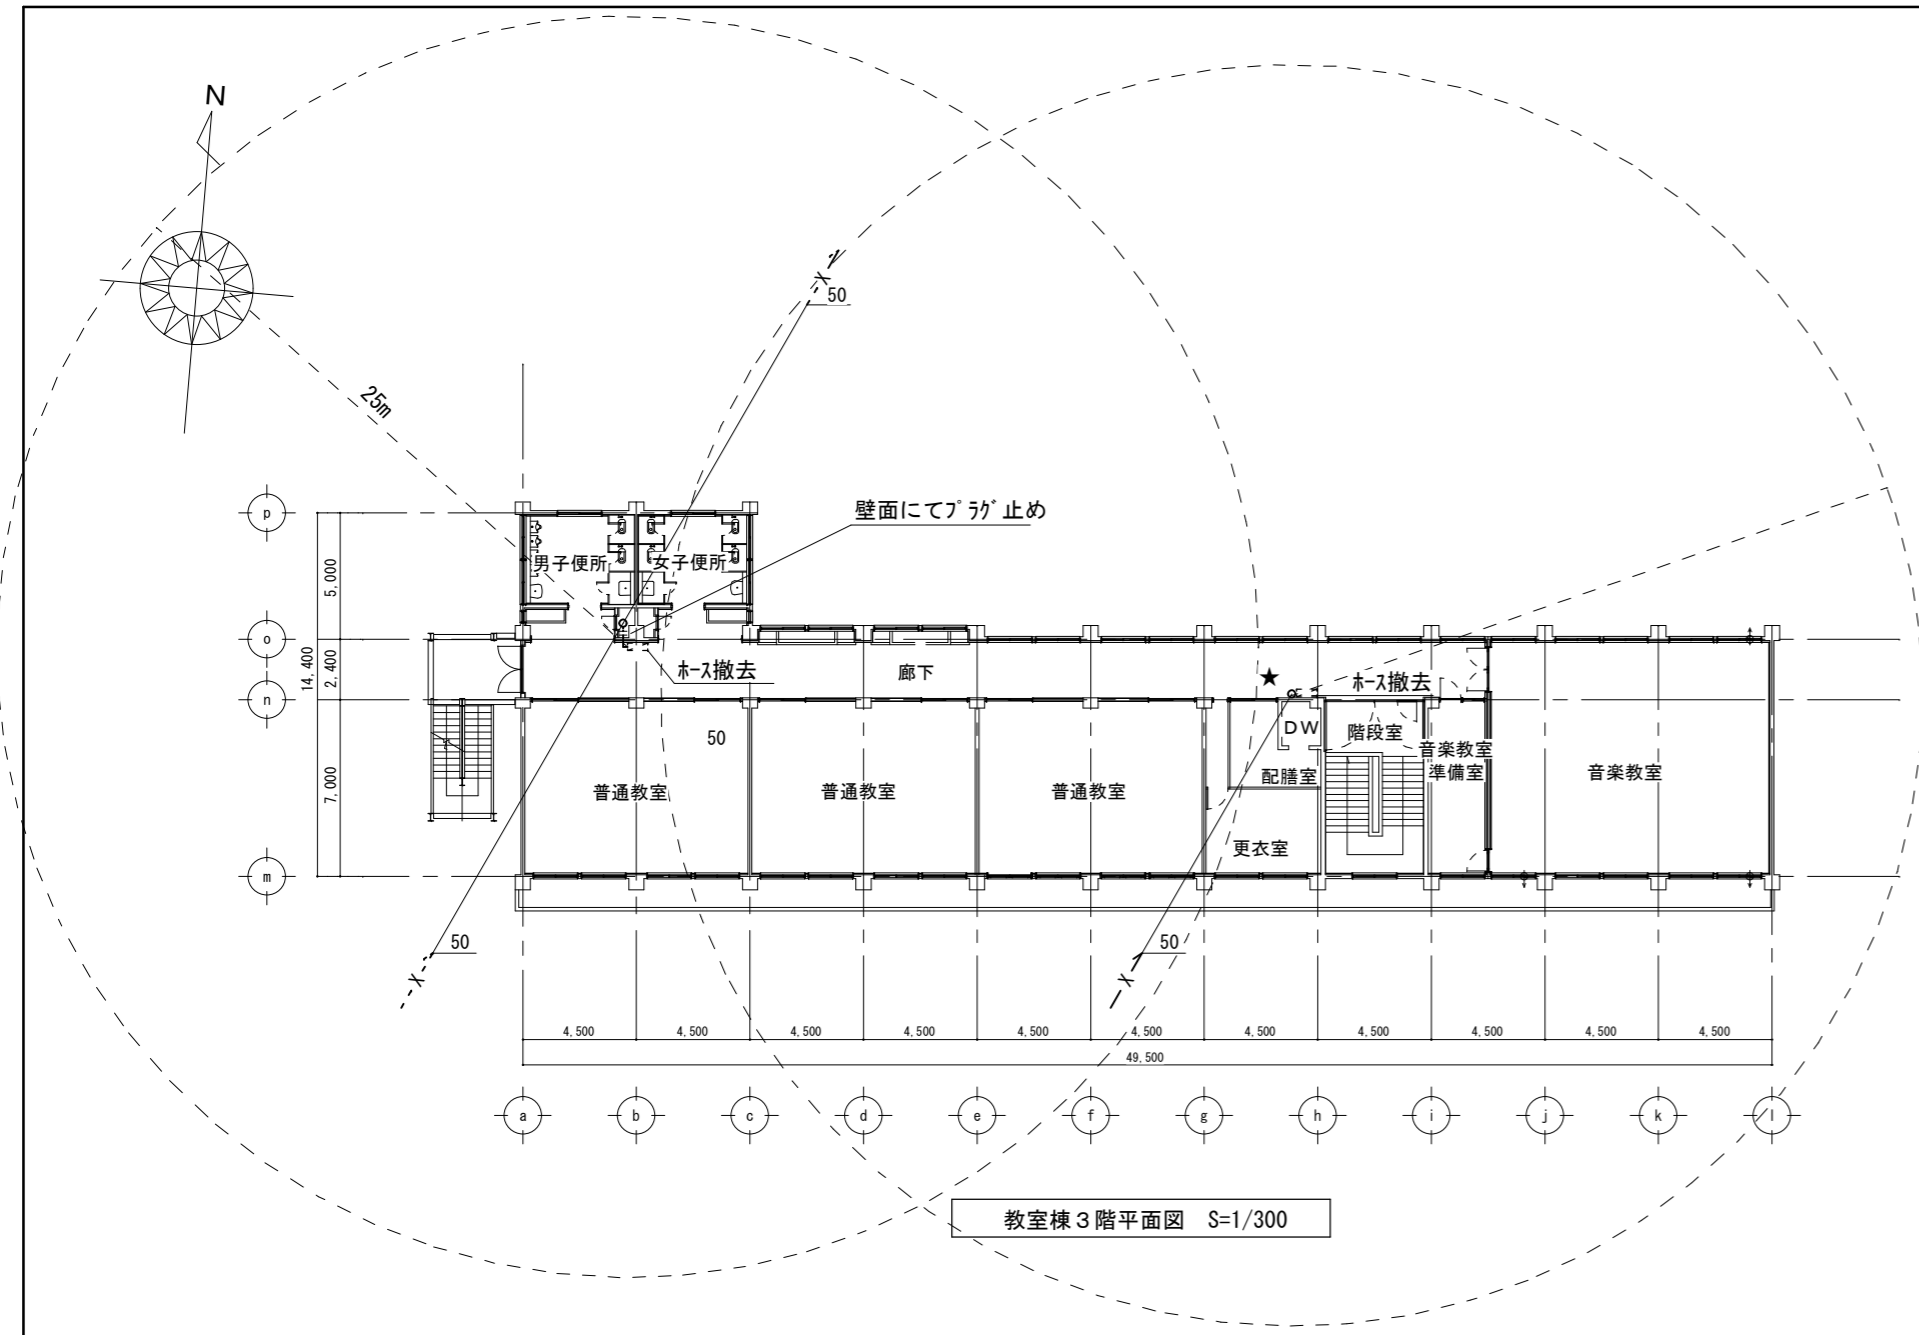 N
25m
X
50
壁面にてプラグ止め
p
男子便所
女子便所
5,000
o
14,400
2,400
ホース撤去
廊下
★
ホース撤去
n
50
DW
階段室
音楽教室
準備室
7,000
普通教室
普通教室
普通教室
配膳室
音楽教室
更衣室
m
50
X
50
X
4,500
4,500
4,500
4,500
4,500
4,500
4,500
4,500
4,500
4,500
4,500
49,500
a
b
c
d
e
f
g
h
i
j
k
l
教室棟3階平面図 S=1/300